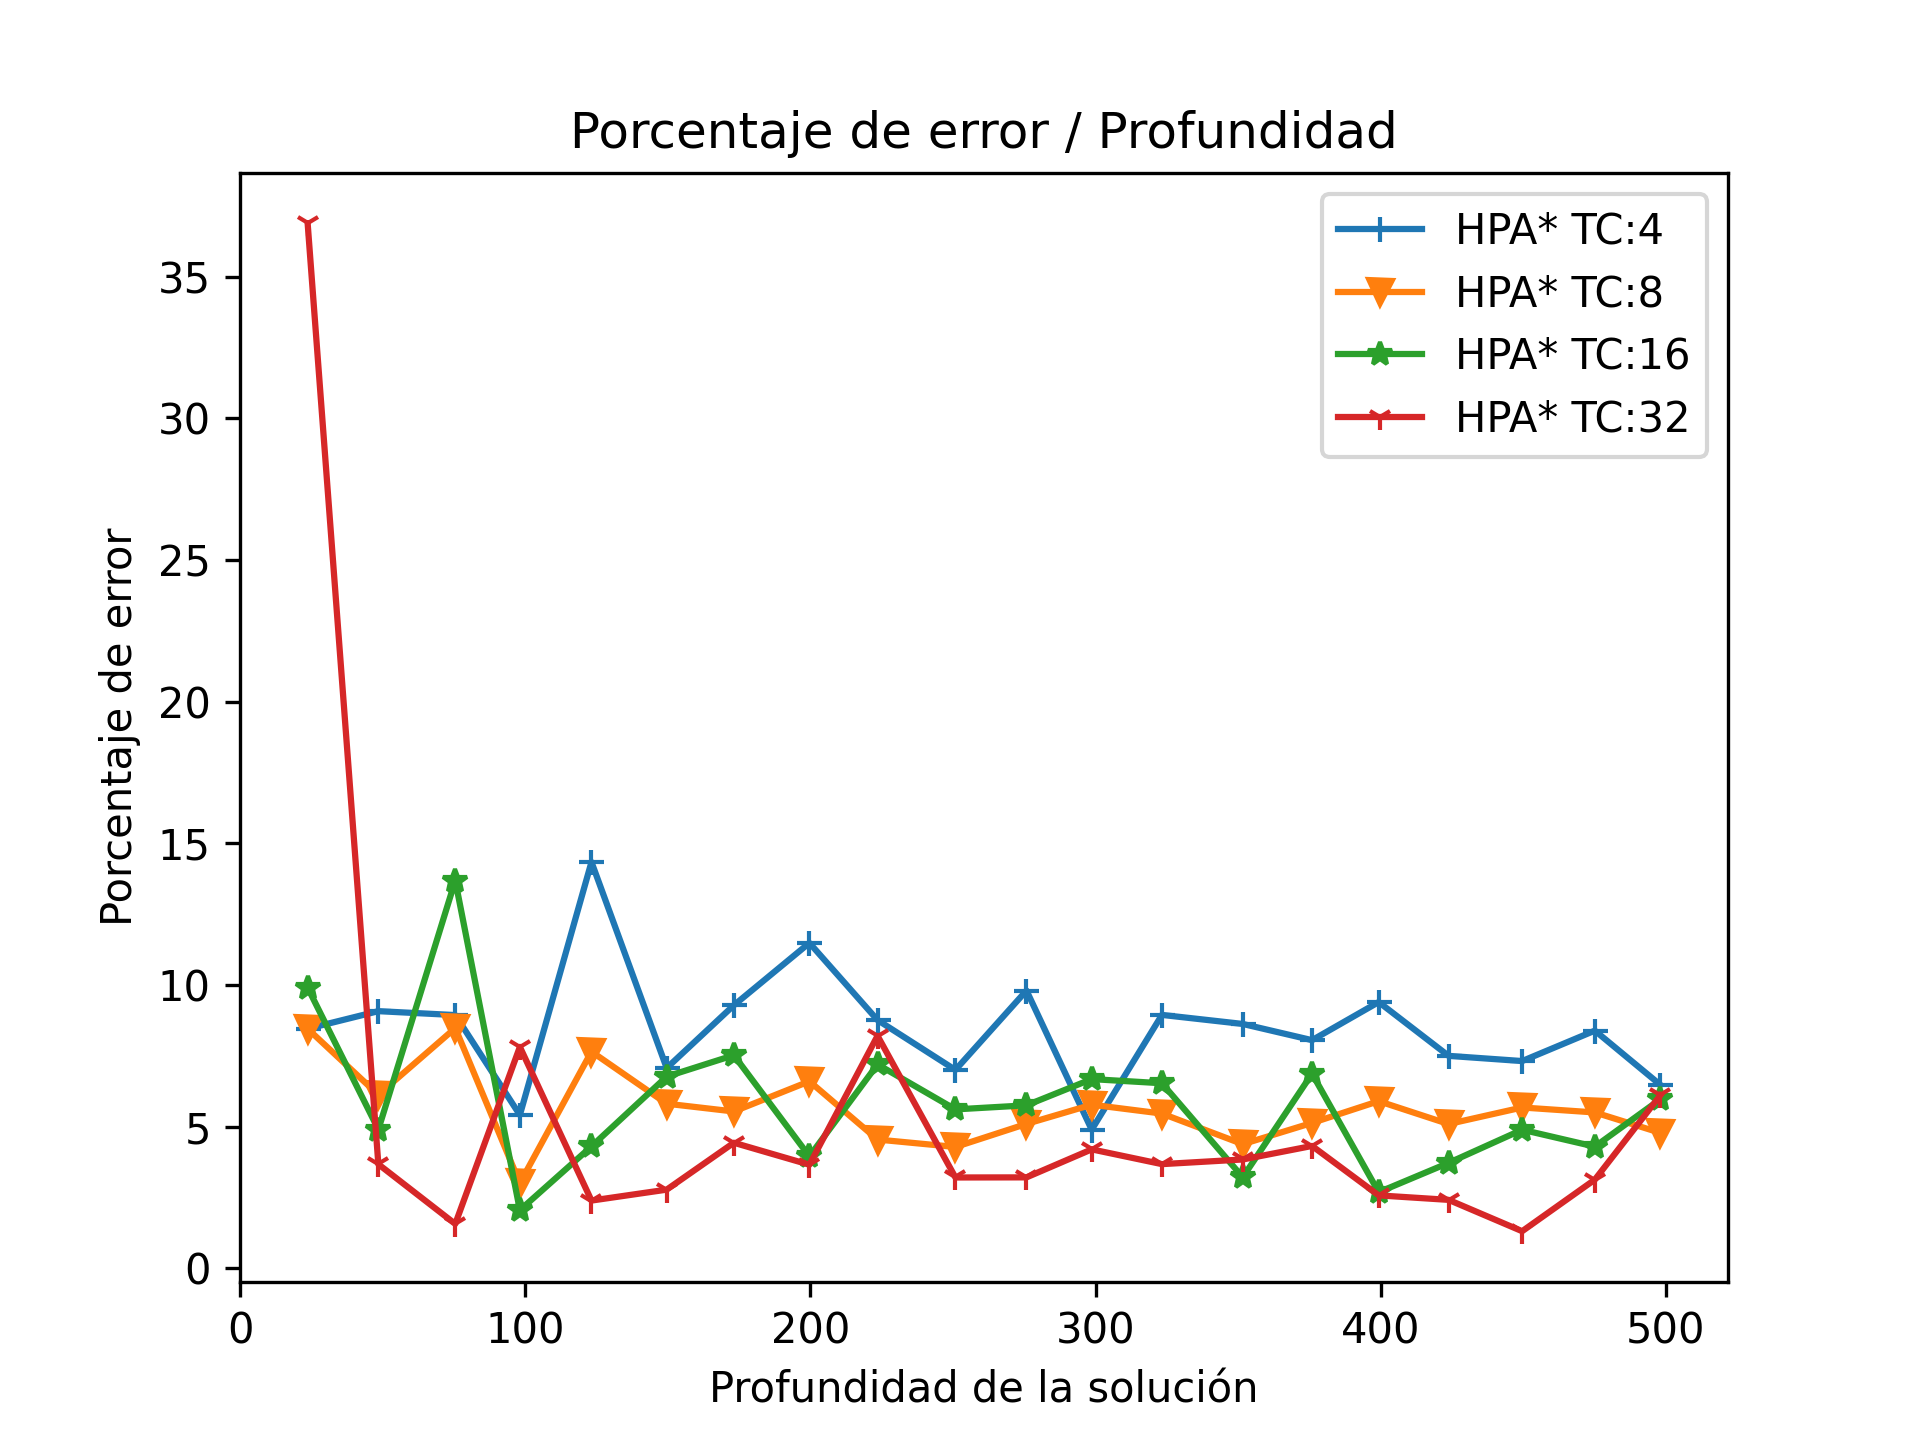 Porcentaje de error / Profundidad
HPA* TC:4
HPA* TC:8
HPA* TC:16
HPA* TC:32
Porcentaje de error
35
30
25
20
15
10
5
0
0 100 200 300 400 500
Profundidad de la solución